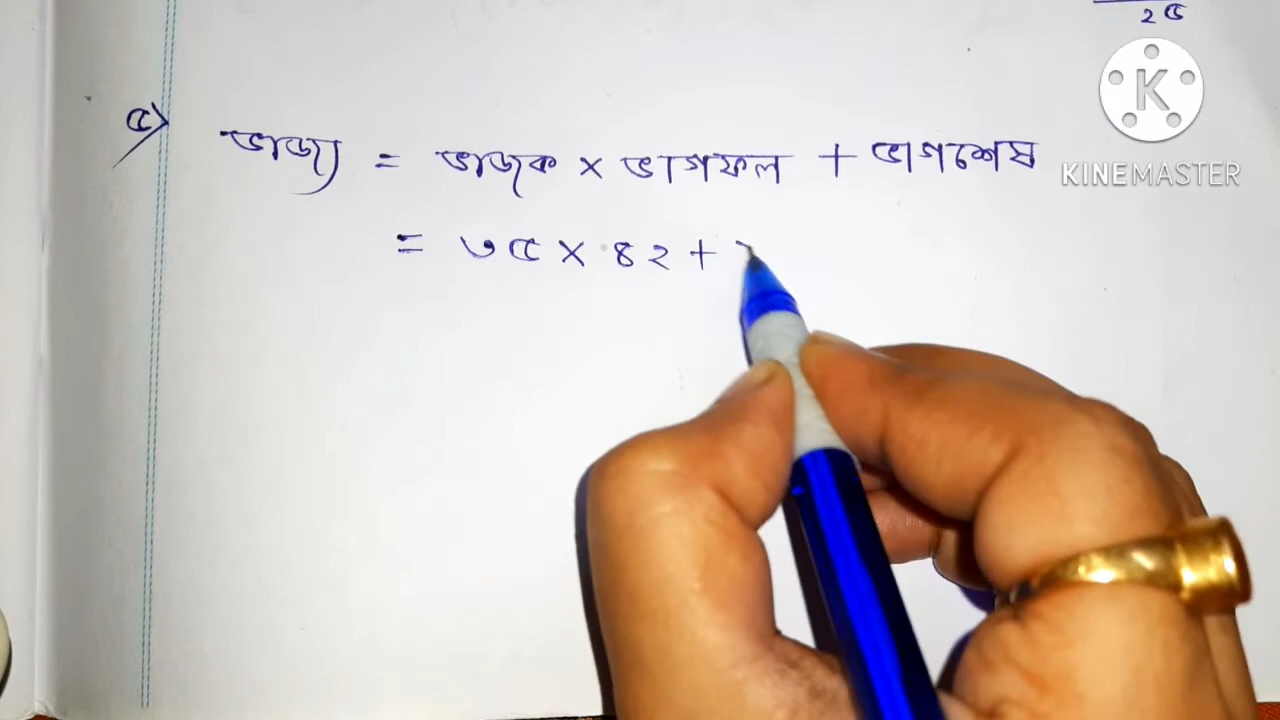 ২৫
৫>
ভাজ্য = ভাজক × ভাগফল + ভাগশেষ
= ৩৫ × ৪২ +
KINEMASTER